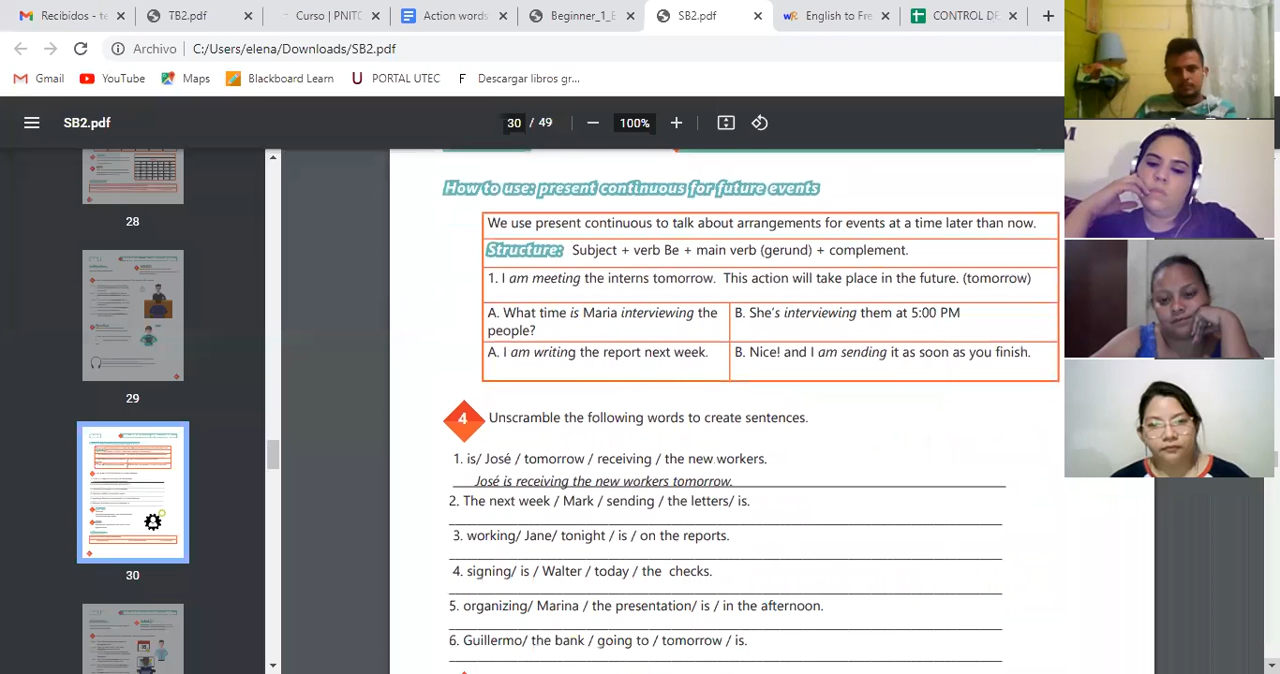 Recibidos - te
TB2.pdf
Curso | PNITC
Action words
Beginner_1_E
SB2.pdf
English to Fre
CONTROL DE
Archivo C:/Users/elena/Downloads/SB2.pdf
Gmail YouTube Maps Blackboard Learn PORTAL UTEC Descargar libros gr...
SB2.pdf 30 / 49 100%
28
29
30
How to use: present continuous for future events
We use present continuous to talk about arrangements for events at a time later than now.
Structure: Subject + verb Be + main verb (gerund) + complement.
1. I am meeting the interns tomorrow. This action will take place in the future. (tomorrow)
A. What time is Maria interviewing the people?
B. She's interviewing them at 5:00 PM
A. I am writing the report next week.
B. Nice! and I am sending it as soon as you finish.
4 Unscramble the following words to create sentences.
1. is/ José / tomorrow / receiving / the new workers.
José is receiving the new workers tomorrow.
2. The next week / Mark / sending / the letters/ is.
3. working/ Jane/ tonight / is / on the reports.
4. signing/ is / Walter / today / the checks.
5. organizing/ Marina / the presentation/ is / in the afternoon.
6. Guillermo/ the bank / going to / tomorrow / is.